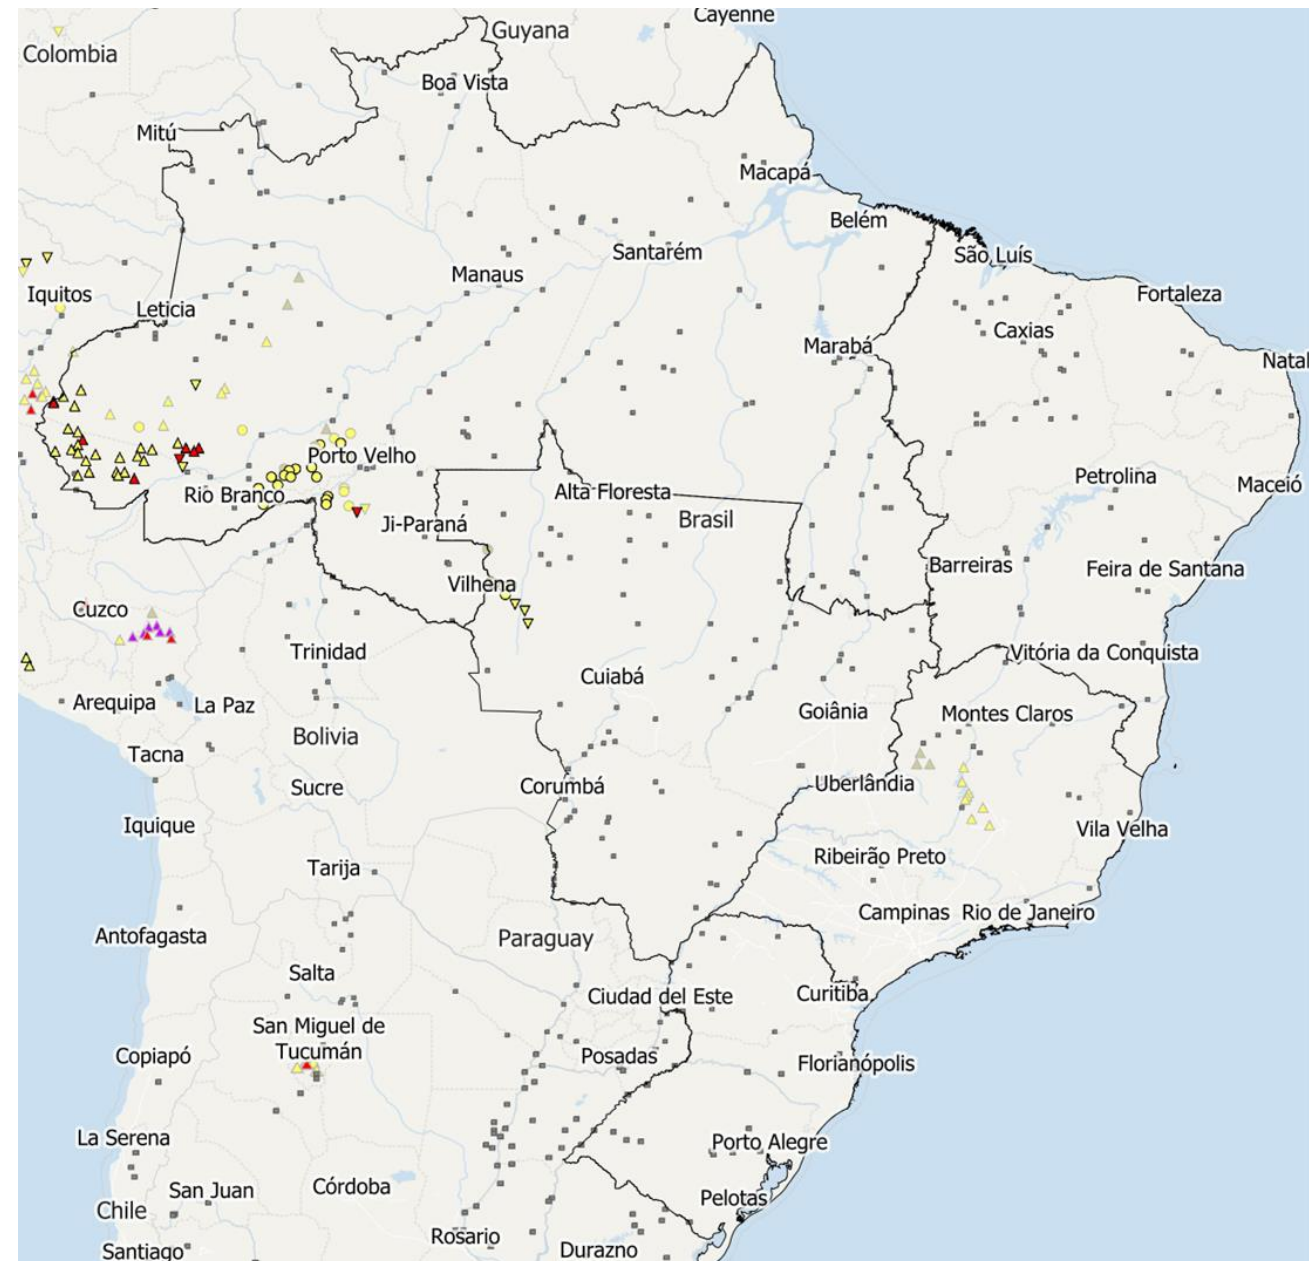 Cayenne
Guyana
Colombia
Boa Vista
Mitú
Macapá
Belém
Santarém
São Luís
Manaus
Iquitos
Fortaleza
Leticia
Caxias
Marabá
Natal
Porto Velho
Petrolina
Maceió
Rio Branco
Alta Floresta
Brasil
Ji-Paraná
Barreiras
Feira de Santana
Vilhena
Cuzco
Trinidad
Vitória da Conquista
Cuiabá
Arequipa
La Paz
Goiânia
Montes Claros
Bolivia
Tacna
Sucre
Corumbá
Uberlândia
Iquique
Vila Velha
Ribeirão Preto
Tarija
Campinas
Rio de Janeiro
Antofagasta
Paraguay
Salta
Ciudad del Este
Curitiba
San Miguel de
Tucumán
Copiapó
Posadas
Florianópolis
La Serena
Porto Alegre
San Juan
Córdoba
Pelotas
Chile
Rosario
Santiago
Durazno